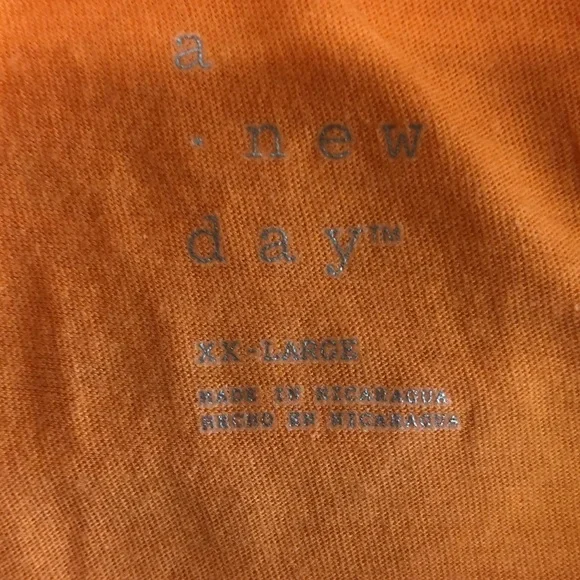 a
· new
day™
XX-LARGE
MADE IN NICARAGUA
HECHO EN NICARAGUA